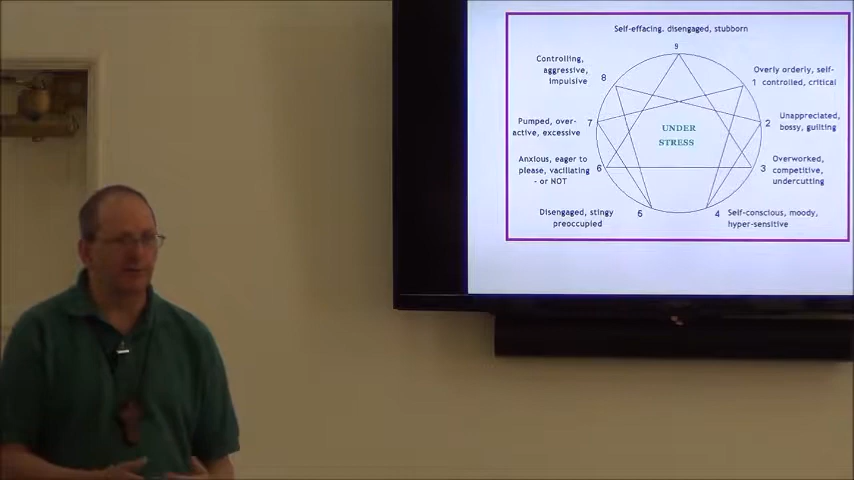 Self-effacing. disengaged, stubborn
9
Controlling,
aggressive,
impulsive
8
Overly orderly, self-
1 controlled, critical
Pumped, over-
active, excessive
7
2
Unappreciated,
bossy, guilting
UNDER
STRESS
Anxious, eager to
please, vacillating
- or NOT
6
3
Overworked,
competitive,
undercutting
Disengaged, stingy
preoccupied
5
4
Self-conscious, moody,
hyper-sensitive